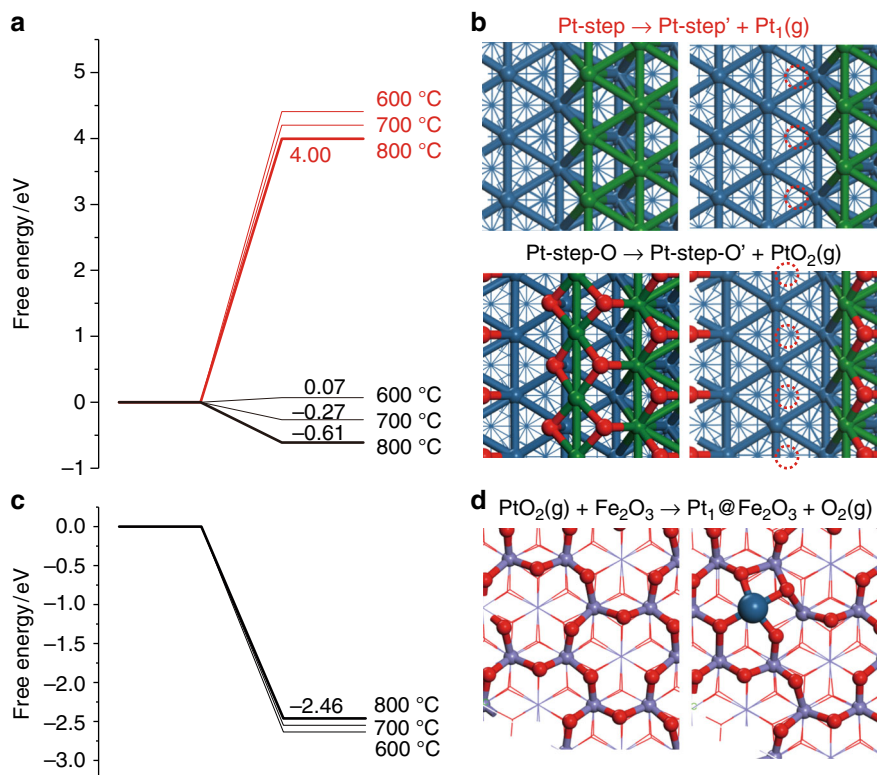 a
Free energy/eV
5
4
3
2
1
0
−1
600 °C
700 °C
800 °C
4.00
0.07
−0.27
−0.61
600 °C
700 °C
800 °C
b
Pt-step → Pt-step’ + Pt₁(g)
Pt-step-O → Pt-step-O’ + PtO₂(g)
c
Free energy/eV
0.0
−0.5
−1.0
−1.5
−2.0
−2.5
−3.0
−2.46
800 °C
700 °C
600 °C
d
PtO₂(g) + Fe₂O₃ → Pt₁@Fe₂O₃ + O₂(g)